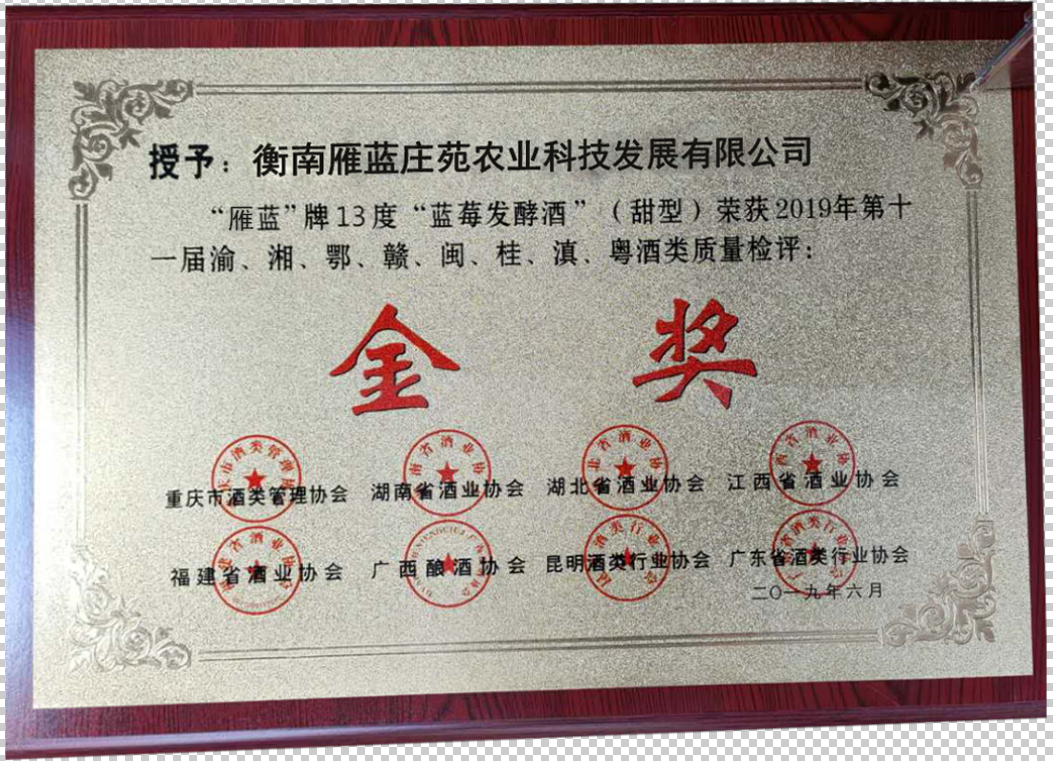 授予：衡南雁蓝庄苑农业科技发展有限公司
“雁蓝”牌13度“蓝莓发酵酒”（甜型）荣获2019年第十
一届渝、湘、鄂、赣、闽、桂、滇、粤酒类质量检评：
金 奖
重庆市酒类管理协会 湖南省酒业协会 湖北省酒业协会 江西省酒业协会
福建省酒业协会 广西酿酒协会 昆明酒类行业协会 广东省酒类行业协会
二〇一九年六月